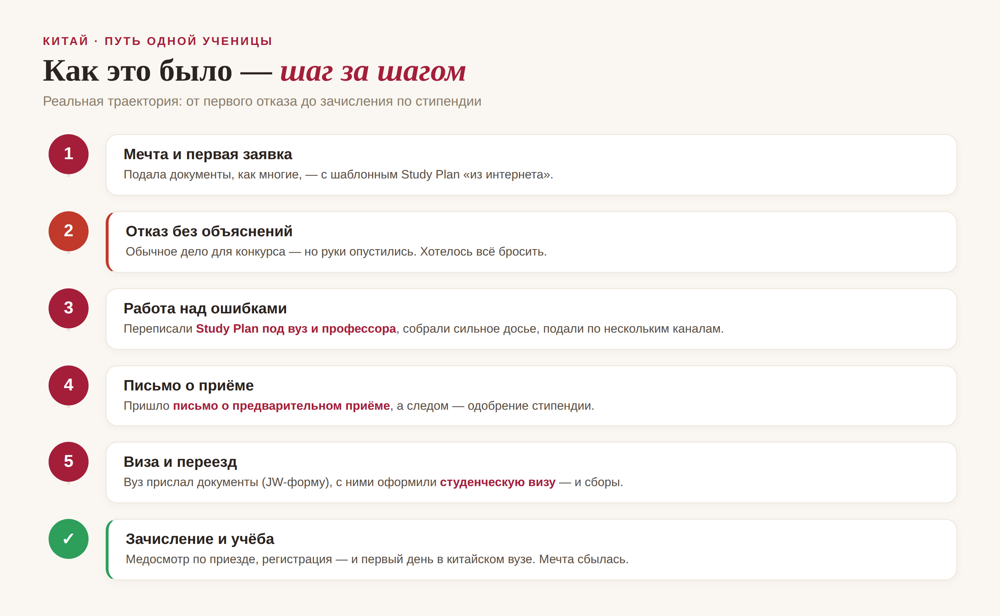 КИТАЙ · ПУТЬ ОДНОЙ УЧЕНИЦЫ
Как это было — шаг за шагом
Реальная траектория: от первого отказа до зачисления по стипендии
1
Мечта и первая заявка
Подала документы, как многие, — с шаблонным Study Plan «из интернета».
2
Отказ без объяснений
Обычное дело для конкурса — но руки опустились. Хотелось всё бросить.
3
Работа над ошибками
Переписали Study Plan под вуз и профессора, собрали сильное досье, подали по нескольким каналам.
4
Письмо о приёме
Пришло письмо о предварительном приёме, а следом — одобрение стипендии.
5
Виза и переезд
Вуз прислал документы (JW-форму), с ними оформили студенческую визу — и сборы.
✓
Зачисление и учёба
Медосмотр по приезде, регистрация — и первый день в китайском вузе. Мечта сбылась.